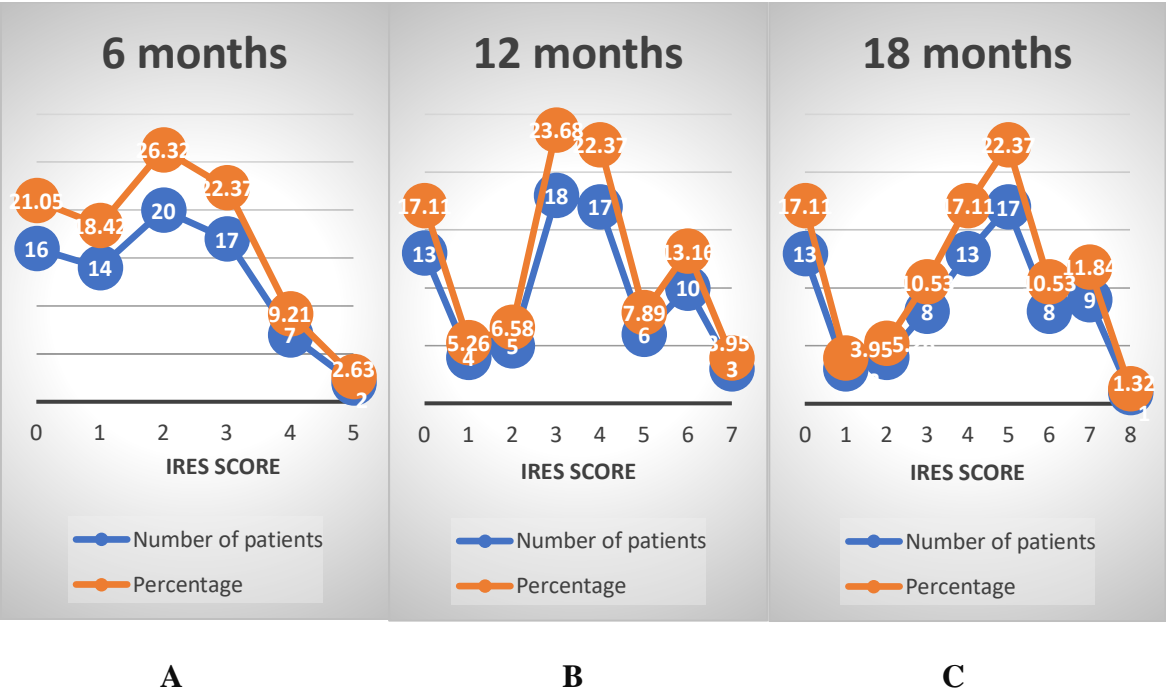 6 months
26.32
21.05
22.37
18.42
20
17
16
14
9.21
7
2.63
2
0 1 2 3 4 5
IRES SCORE
Number of patients
Percentage
A
12 months
23.68
22.37
17.11
18
17
13
13.16
10
7.89
6.58
5.26
6
5
4
3.95
3
0 1 2 3 4 5 6 7
IRES SCORE
Number of patients
Percentage
B
18 months
22.37
17.11
17.11
17
13
13
11.84
10.53
10.53
9
8
8
3.95
1.32
1
0 1 2 3 4 5 6 7 8
IRES SCORE
Number of patients
Percentage
C